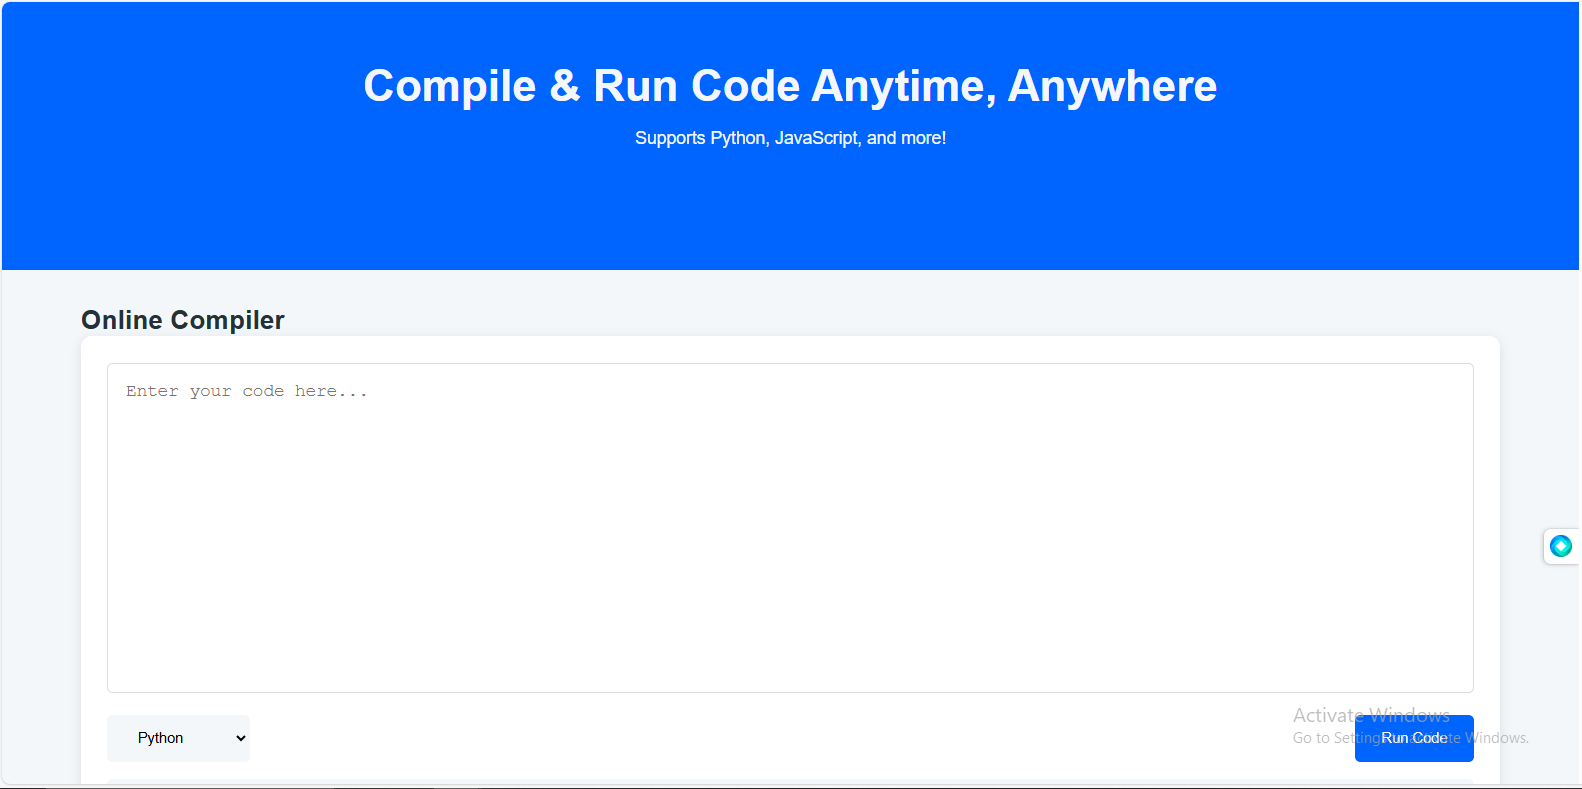 Compile & Run Code Anytime, Anywhere
Supports Python, JavaScript, and more!
Online Compiler
Enter your code here...
Python
Run Code
Activate Windows
Go to Settings to activate Windows.